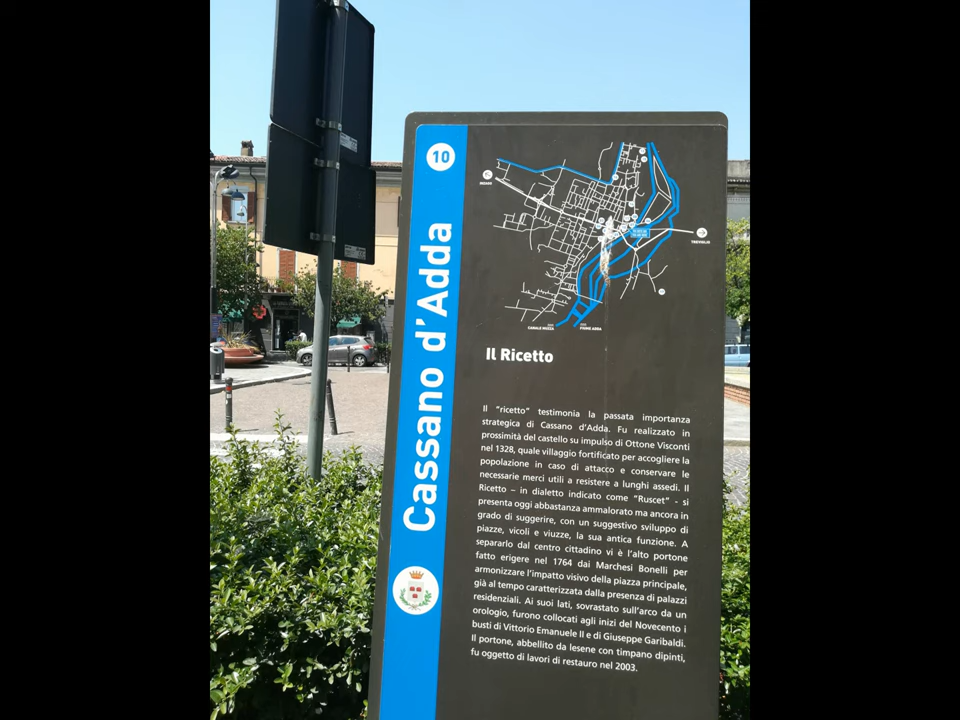 10
Cassano d'Adda
TREVIGLIO
CANALE MUZZA
FIUME ADDA
Il Ricetto
Il "ricetto" testimonia la passata importanza
strategica di Cassano d'Adda. Fu realizzato in
prossimità del castello su impulso di Ottone Visconti
nel 1328, quale villaggio fortificato per accogliere la
popolazione in caso di attacco e conservare le
necessarie merci utili a resistere a lunghi assedi. Il
Ricetto – in dialetto indicato come "Ruscet" - si
presenta oggi abbastanza ammalorato ma ancora in
grado di suggerire, con un suggestivo sviluppo di
piazze, vicoli e viuzze, la sua antica funzione. A
separarlo dal centro cittadino vi è l'alto portone
fatto erigere nel 1764 dai Marchesi Bonelli per
armonizzare l'impatto visivo della piazza principale,
già al tempo caratterizzata dalla presenza di palazzi
residenziali. Ai suoi lati, sovrastato sull'arco da un
orologio, furono collocati agli inizi del Novecento i
busti di Vittorio Emanuele II e di Giuseppe Garibaldi.
Il portone, abbellito da lesene con timpano dipinti,
fu oggetto di lavori di restauro nel 2003.